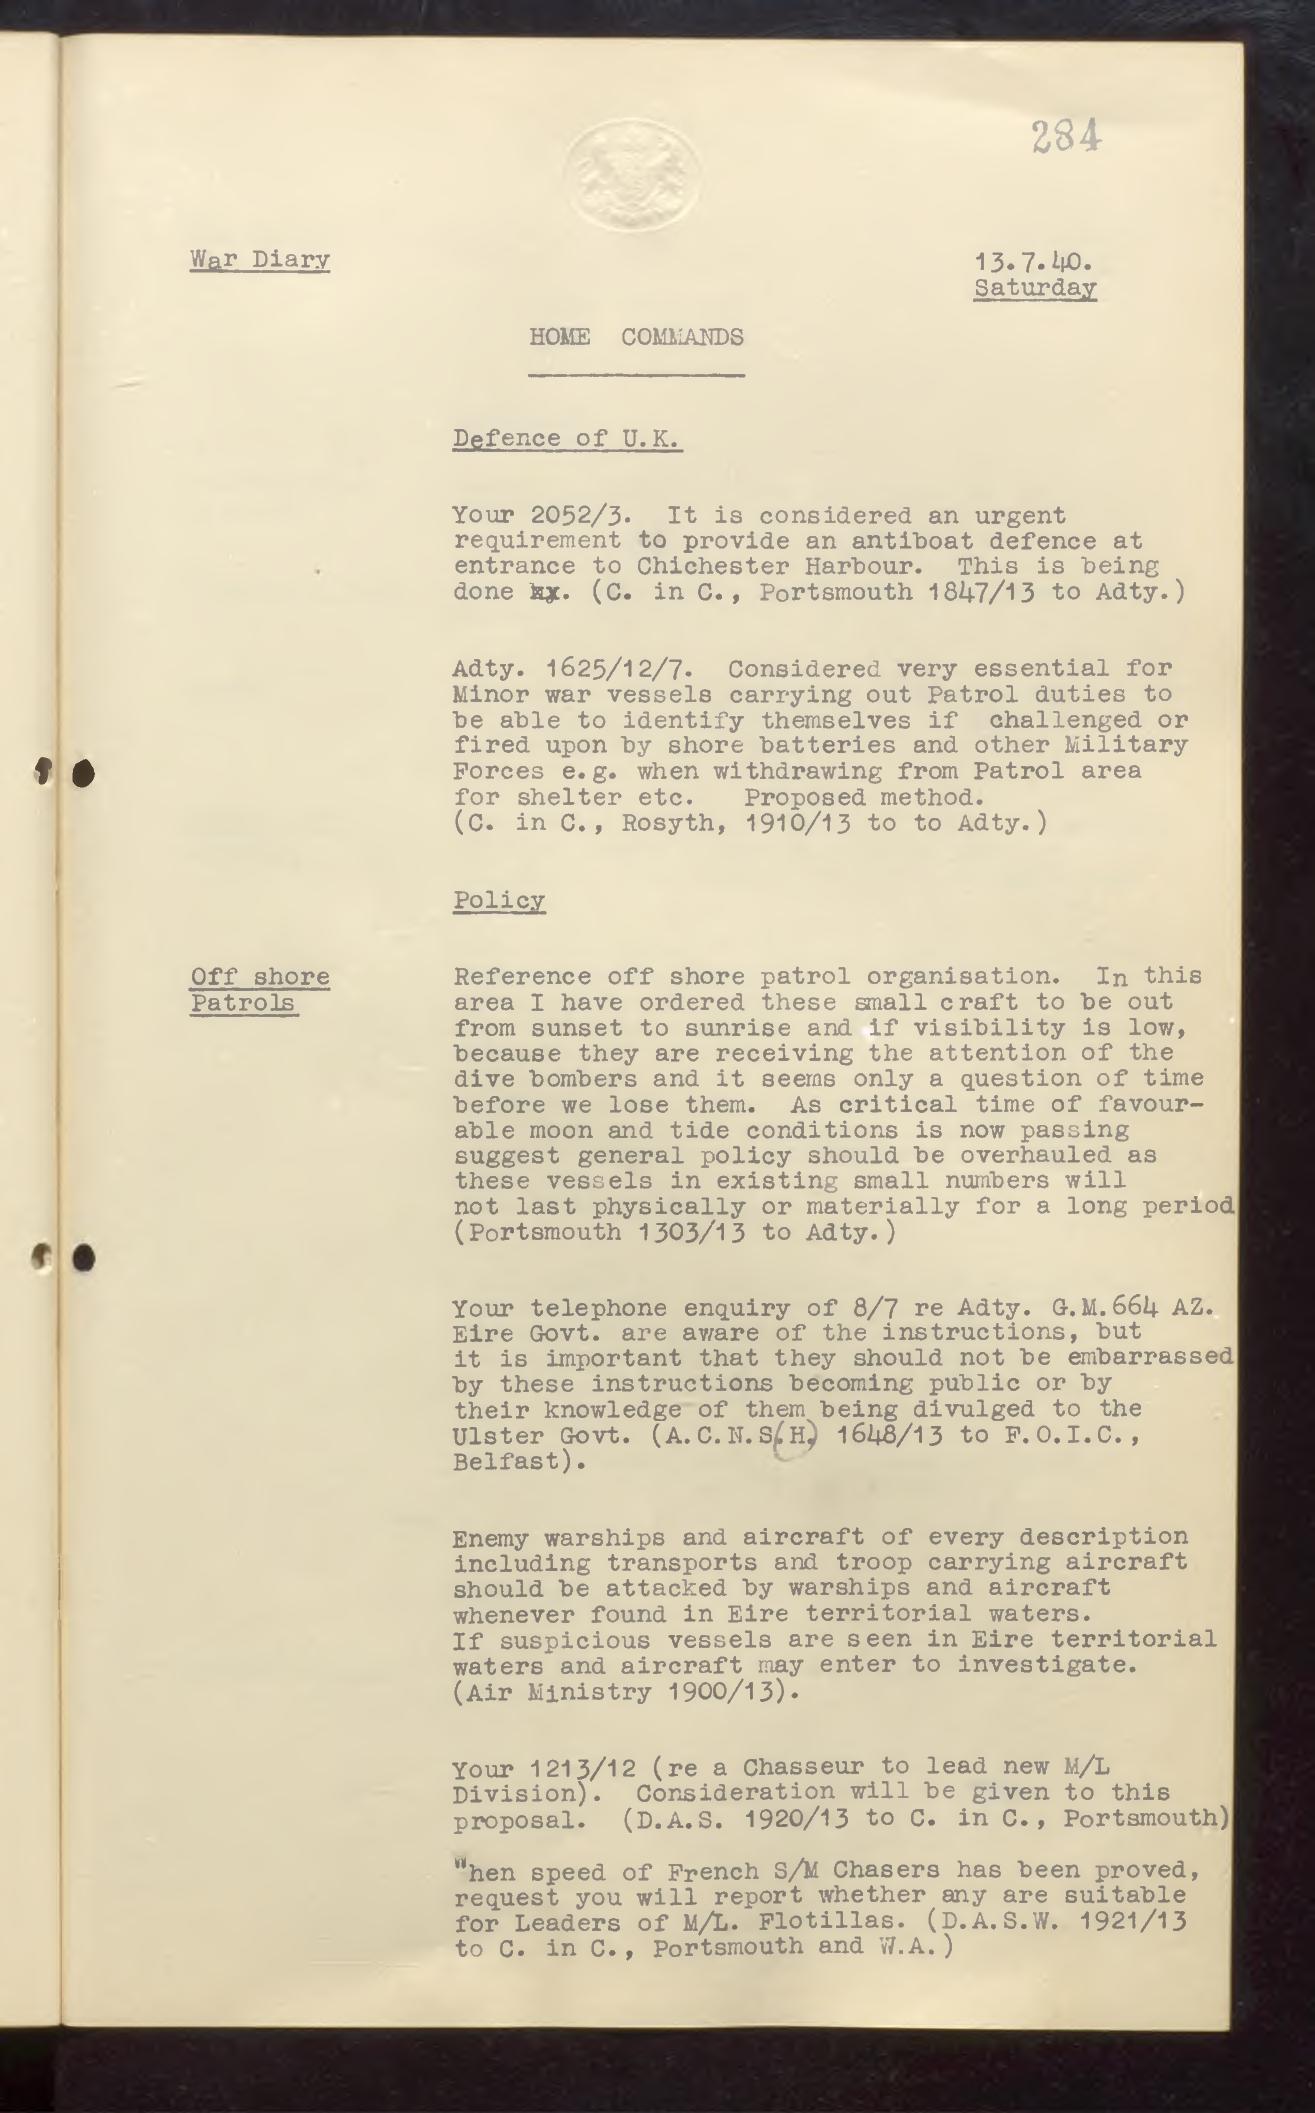 284
War Diary
13.7.40.
Saturday
HOME COMMANDS
Defence of U.K.
Your 2052/3. It is considered an urgent
requirement to provide an antiboat defence at
entrance to Chichester Harbour. This is being
done. (C. in C., Portsmouth 1847/13 to Adty.)
Adty. 1625/12/7. Considered very essential for
Minor war vessels carrying out Patrol duties to
be able to identify themselves if challenged or
fired upon by shore batteries and other Military
Forces e.g. when withdrawing from Patrol area
for shelter etc. Proposed method.
(C. in C., Rosyth, 1910/13 to to Adty.)
Policy
Off shore
Patrols
Reference off shore patrol organisation. In this
area I have ordered these small craft to be out
from sunset to sunrise and if visibility is low,
because they are receiving the attention of the
dive bombers and it seems only a question of time
before we lose them. As critical time of favour-
able moon and tide conditions is now passing
suggest general policy should be overhauled as
these vessels in existing small numbers will
not last physically or materially for a long period
(Portsmouth 1303/13 to Adty.)
Your telephone enquiry of 8/7 re Adty. G.M.664 AZ.
Eire Govt. are aware of the instructions, but
it is important that they should not be embarrassed
by these instructions becoming public or by
their knowledge of them being divulged to the
Ulster Govt. (A.C.N.S.(H) 1648/13 to F.O.I.C.,
Belfast).
Enemy warships and aircraft of every description
including transports and troop carrying aircraft
should be attacked by warships and aircraft
whenever found in Eire territorial waters.
If suspicious vessels are seen in Eire territorial
waters and aircraft may enter to investigate.
(Air Ministry 1900/13).
Your 1213/12 (re a Chasseur to lead new M/L
Division). Consideration will be given to this
proposal. (D.A.S. 1920/13 to C. in C., Portsmouth)
When speed of French S/M Chasers has been proved,
request you will report whether any are suitable
for Leaders of M/L. Flotillas. (D.A.S.W. 1921/13
to C. in C., Portsmouth and W.A.)